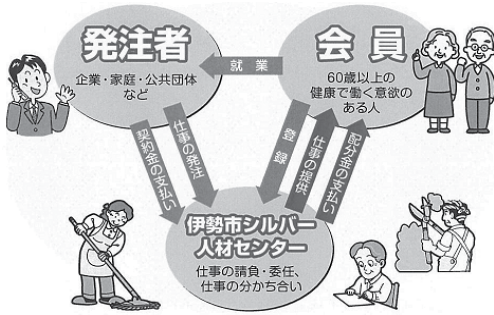 発注者
企業・家庭・公共団体
など
会員
60歳以上の
健康で働く意欲の
ある人
就業
契約金の支払い
仕事の発注
登録
仕事の提供
配分金の支払い
伊勢市シルバー
人材センター
仕事の請負・委任、
仕事の分かち合い